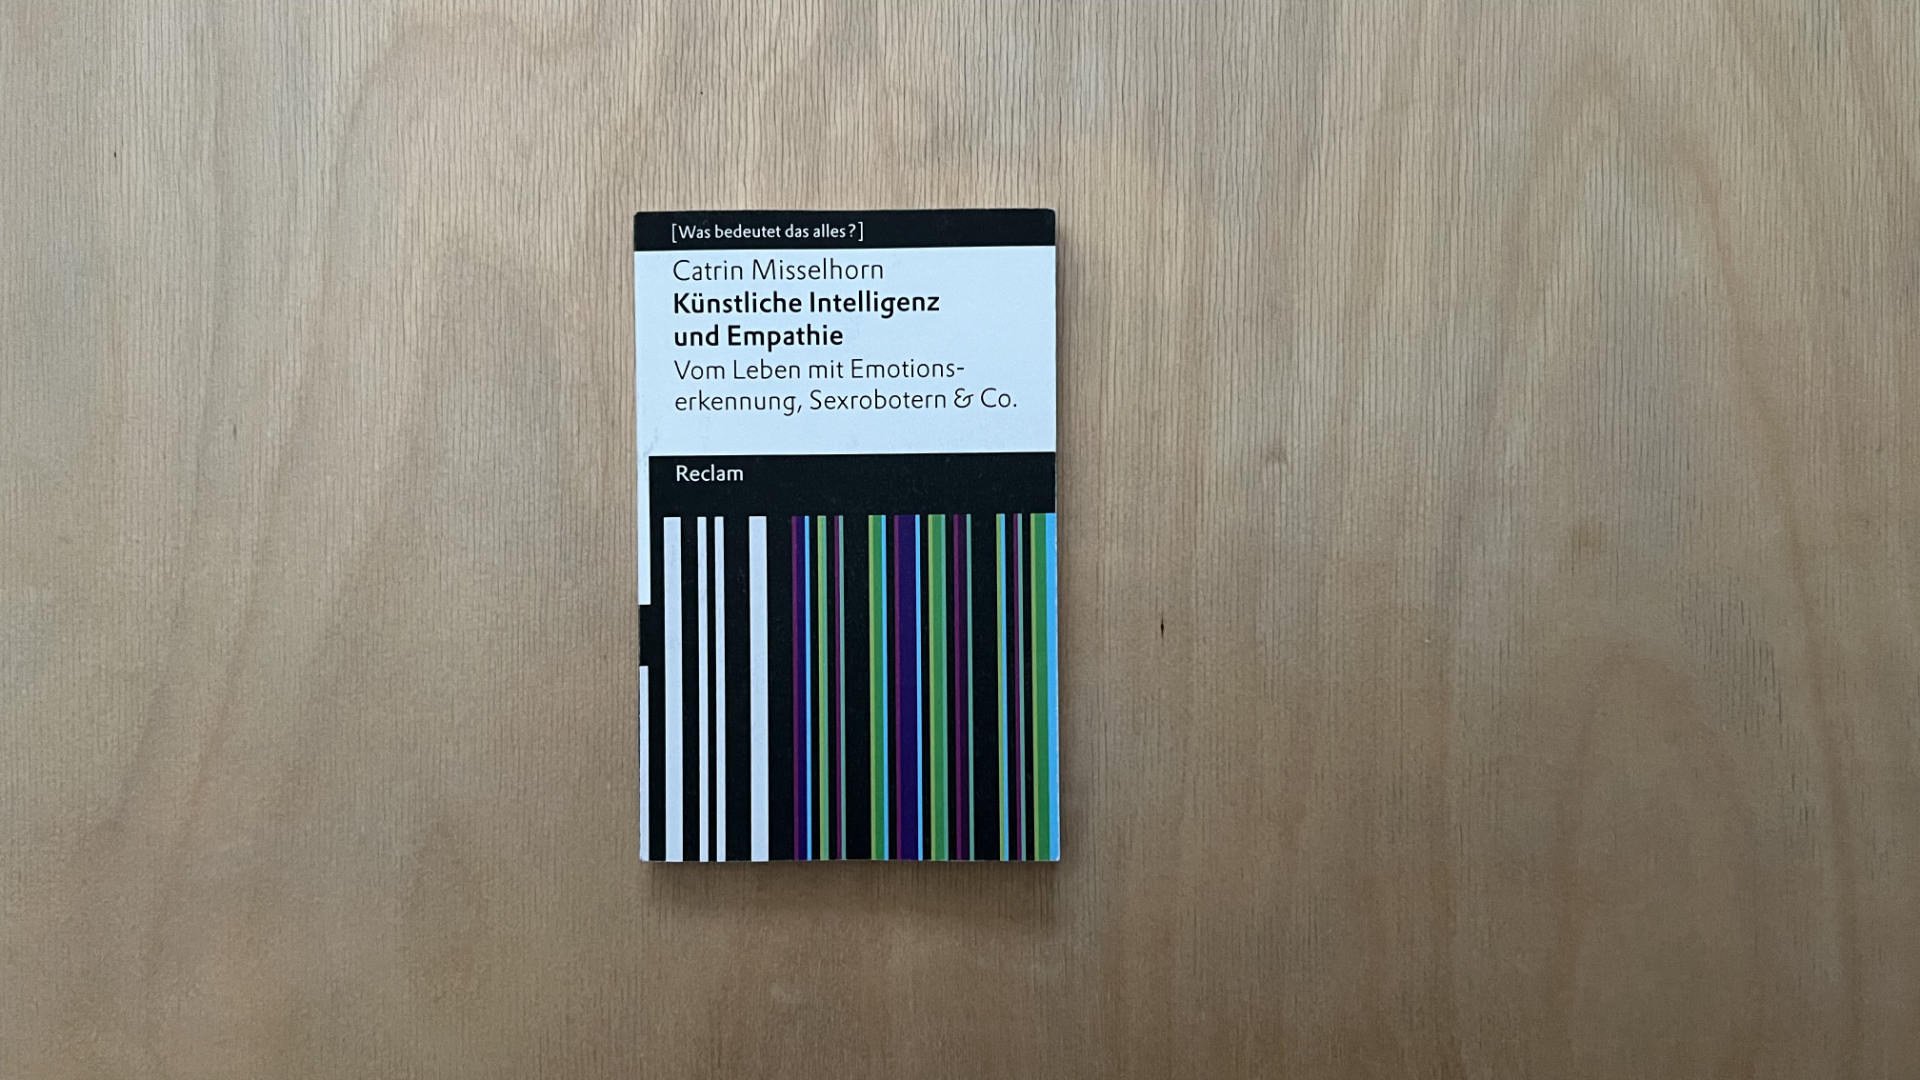 [Was bedeutet das alles?]
Catrin Misselhorn
Künstliche Intelligenz
und Empathie
Vom Leben mit Emotions-
erkennung, Sexrobotern & Co.
Reclam